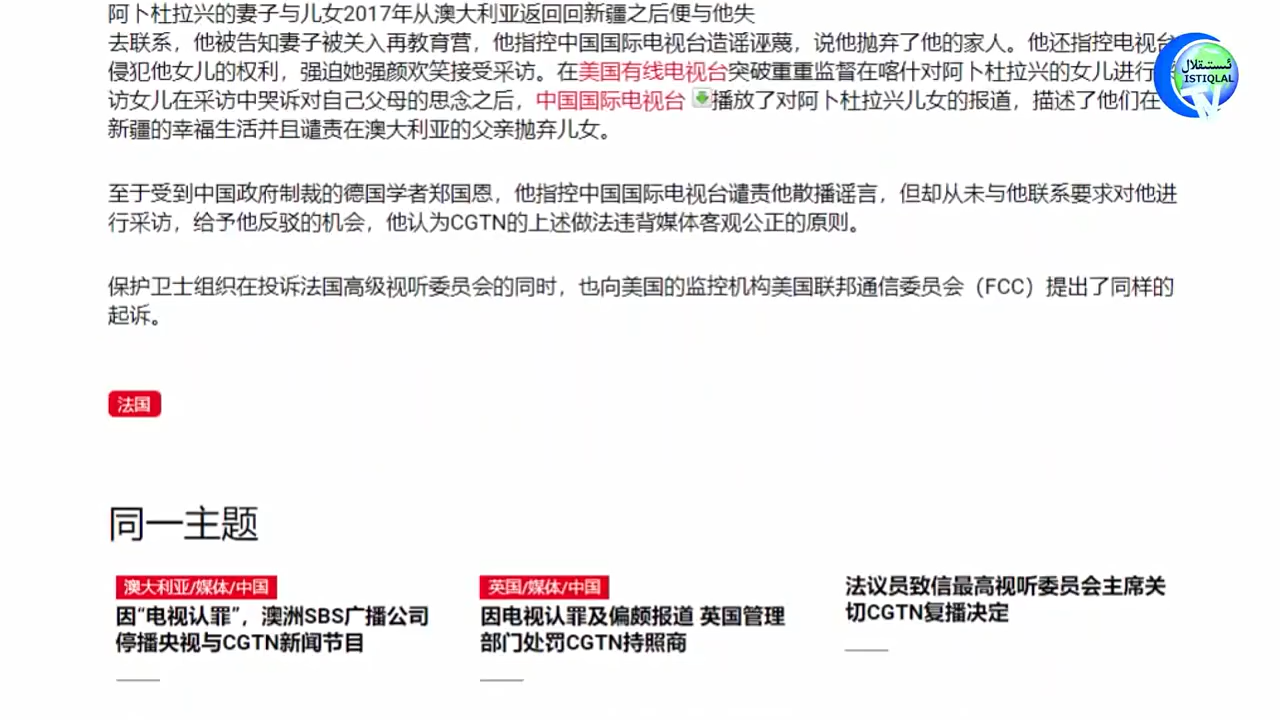 阿卜杜拉兴的妻子与儿女2017年从澳大利亚返回回新疆之后便与他失
去联系，他被告知妻子被关入再教育营，他指控中国国际电视台造谣诬蔑，说他抛弃了他的家人。他还指控电视台
侵犯他女儿的权利，强迫她强颜欢笑接受采访。在美国有线电视台突破重重监督在喀什对阿卜杜拉兴的女儿进行
访女儿在采访中哭诉对自己父母的思念之后，中国国际电视台播放了对阿卜杜拉兴儿女的报道，描述了他们在
新疆的幸福生活并且谴责在澳大利亚的父亲抛弃儿女。
至于受到中国政府制裁的德国学者郑国恩，他指控中国国际电视台谴责他散播谣言，但却从未与他联系要求对他进
行采访，给予他反驳的机会，他认为CGTN的上述做法违背媒体客观公正的原则。
保护卫士组织在投诉法国高级视听委员会的同时，也向美国的监控机构美国联邦通信委员会（FCC）提出了同样的
起诉。
法国
同一主题
澳大利亚/媒体/中国
因“电视认罪”，澳洲SBS广播公司
停播央视与CGTN新闻节目
英国/媒体/中国
因电视认罪及偏颇报道 英国管理
部门处罚CGTN持照商
法议员致信最高视听委员会主席关
切CGTN复播决定
ئىستىقلال
ISTIQLAL
TV